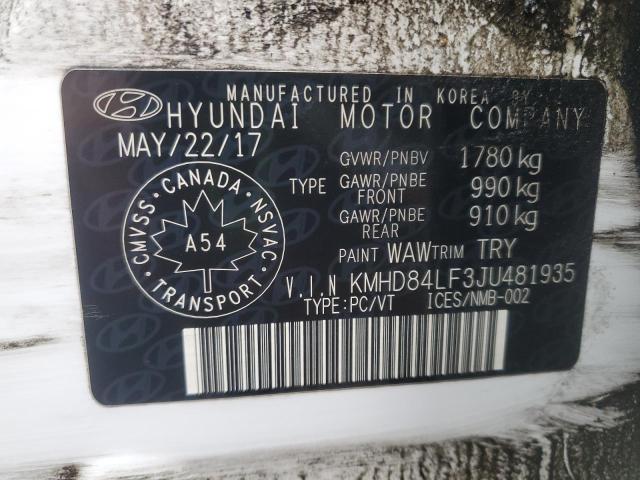 MANUFACTURED IN KOREA BY
HYUNDAI MOTOR COMPANY
MAY/22/17
GVWR/PNBV 1780 kg
TYPE GAWR/PNBE FRONT 990 kg
GAWR/PNBE REAR 910 kg
PAINT WAW TRIM TRY
CMVSS · CANADA · NSVAC
A54
TRANSPORT
V.I.N KMHD84LF3JU481935
TYPE:PC/VT ICES/NMB-002